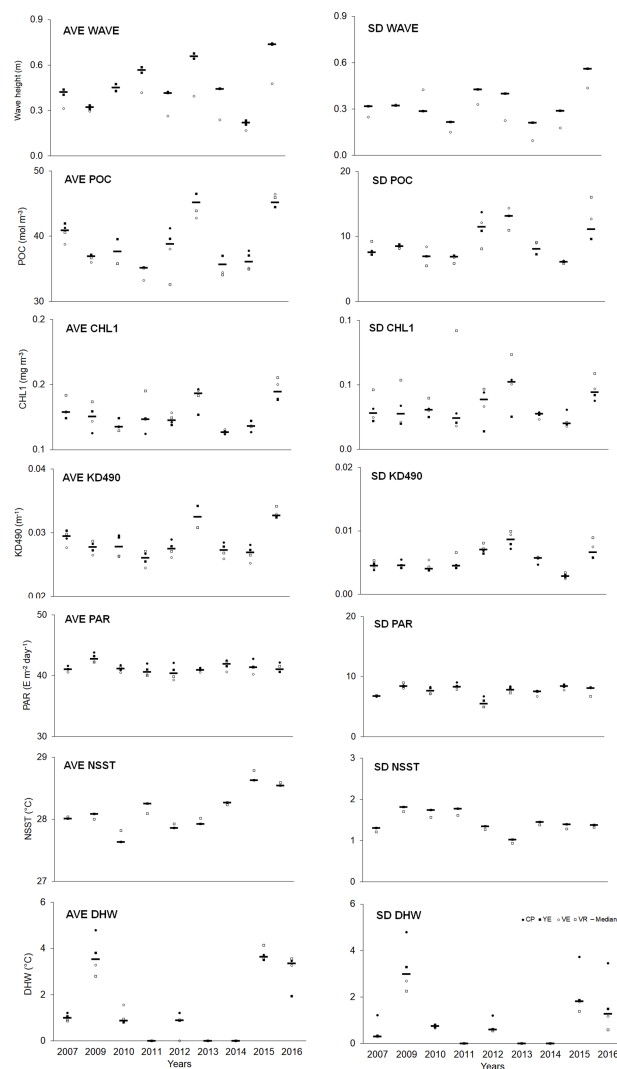 AVE WAVE
Wave height (m)
0.9
0.6
0.3
0.0
SD WAVE
0.9
0.6
0.3
0.0
AVE POC
POC (mol m⁻³)
50
40
30
SD POC
20
10
0
AVE CHL1
CHL1 (mg m⁻³)
0.2
0.2
0.1
SD CHL1
0.1
0.1
0.0
AVE KD490
KD490 (m⁻¹)
0.04
0.03
0.02
SD KD490
0.02
0.01
0.00
AVE PAR
PAR (E m⁻² day⁻¹)
50
40
30
SD PAR
20
10
0
AVE NSST
NSST (°C)
29
28
27
SD NSST
3
2
1
0
AVE DHW
DHW (°C)
6
4
2
0
2007 2009 2010 2011 2012 2013 2014 2015 2016
Years
SD DHW
CP YE VE VR Median
6
4
2
0
2007 2009 2010 2011 2012 2013 2014 2015 2016
Years